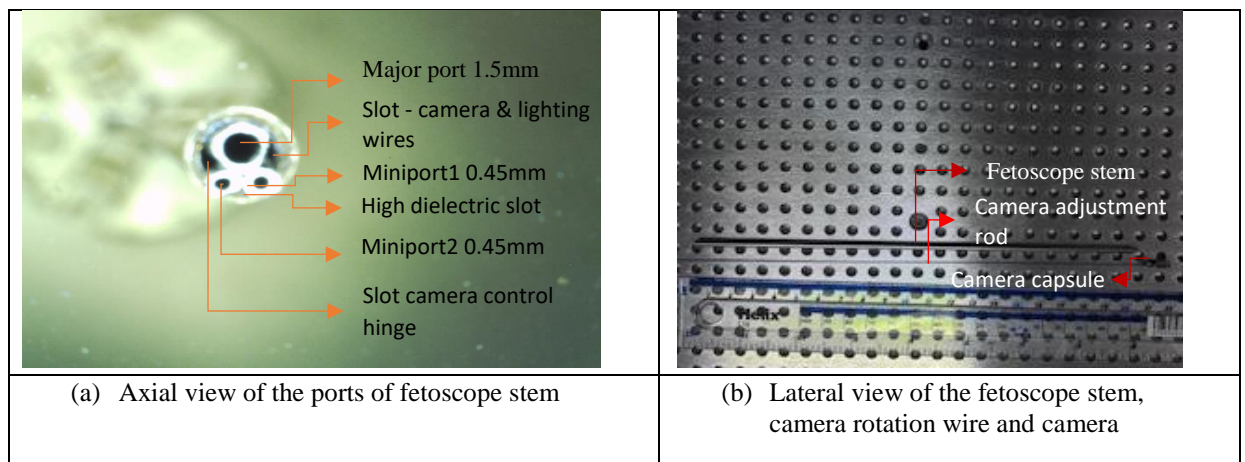 Major port 1.5mm
Slot - camera & lighting
wires
Miniport1 0.45mm
High dielectric slot
Miniport2 0.45mm
Slot camera control
hinge
(a) Axial view of the ports of fetoscope stem
Fetoscope stem
Camera adjustment
rod
Camera capsule
Helix
(b) Lateral view of the fetoscope stem,
camera rotation wire and camera